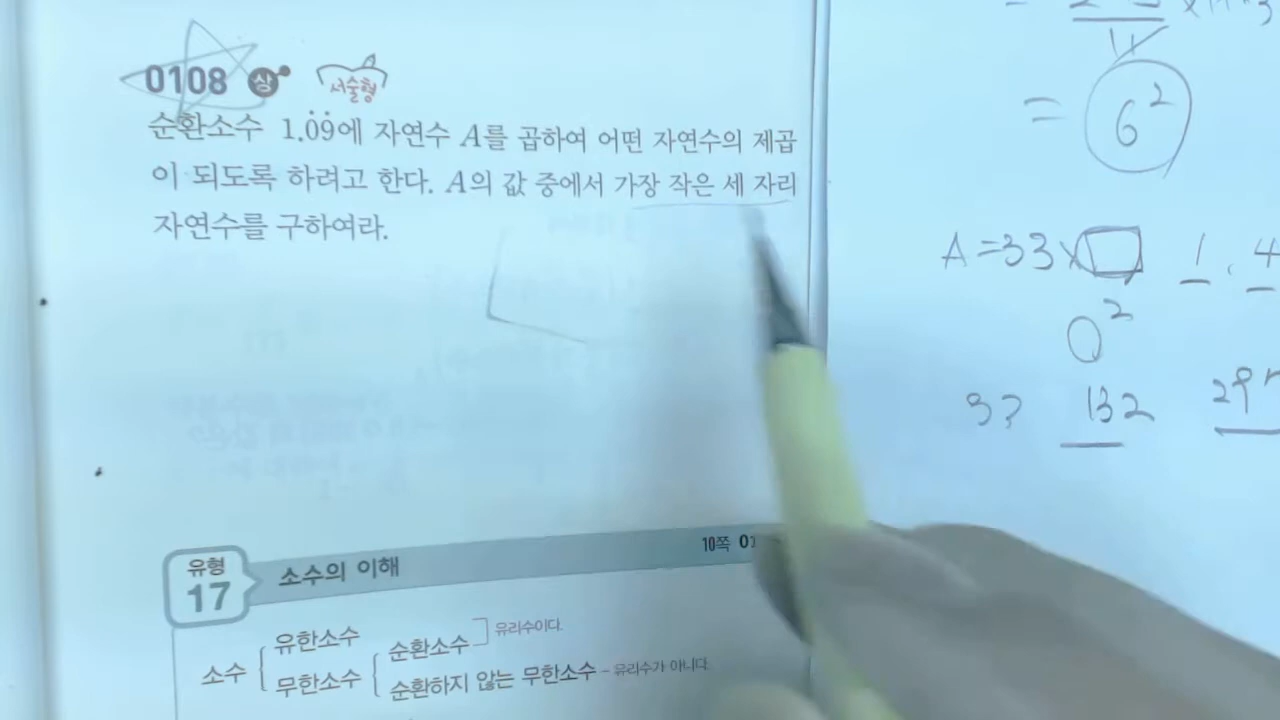 0108 상 서술형
순환소수 1.0̇9̇에 자연수 A를 곱하여 어떤 자연수의 제곱
이 되도록 하려고 한다. A의 값 중에서 가장 작은 세 자리
자연수를 구하여라.
= 6²
A=33×□ 1, 4
0²
33 132 297
유형 17 소수의 이해 10쪽
소수 유한소수 무한소수
순환소수 유리수이다.
순환하지 않는 무한소수 - 유리수가 아니다.